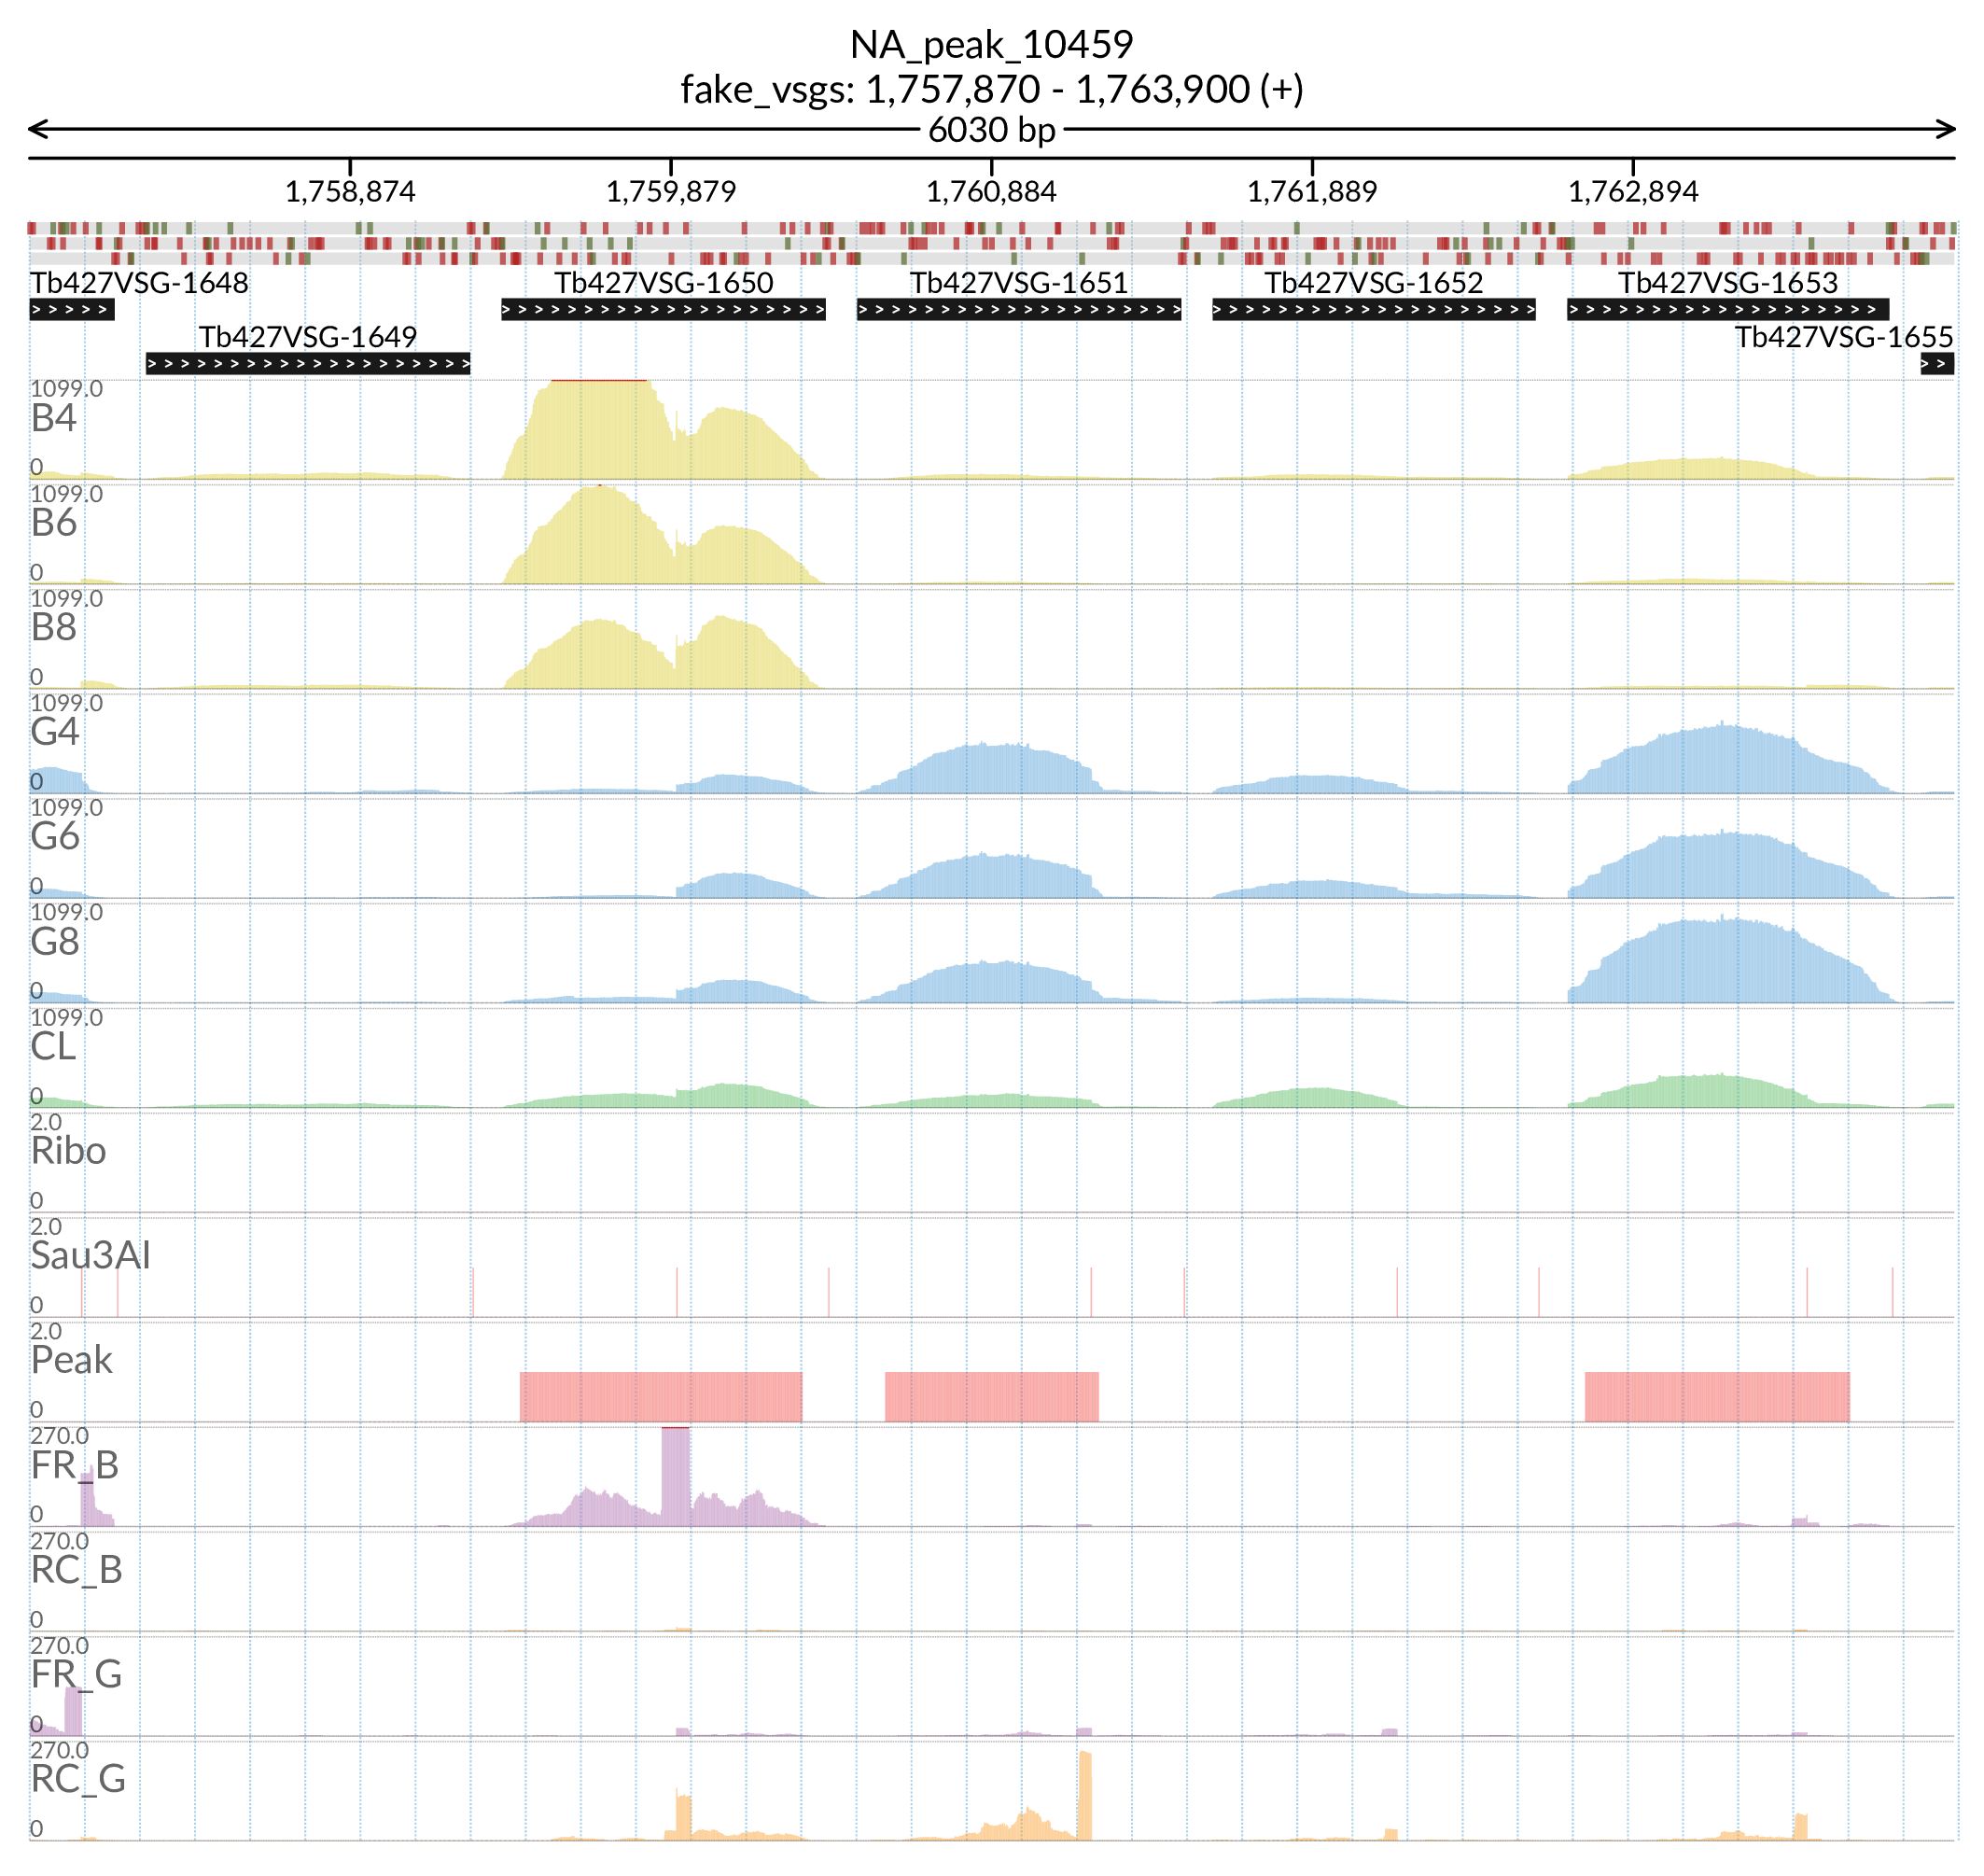 NA_peak_10459
fake_vsgs: 1,757,870 - 1,763,900 (+)
6030 bp
1,758,874 1,759,879 1,760,884 1,761,889 1,762,894
Tb427VSG-1648 Tb427VSG-1650 Tb427VSG-1651 Tb427VSG-1652 Tb427VSG-1653
Tb427VSG-1649 Tb427VSG-1655
1099.0
B4
0
1099.0
B6
0
1099.0
B8
0
1099.0
G4
0
1099.0
G6
0
1099.0
G8
0
1099.0
CL
0
2.0
Ribo
0
2.0
Sau3AI
0
2.0
Peak
0
270.0
FR_B
0
270.0
RC_B
0
270.0
FR_G
0
270.0
RC_G
0